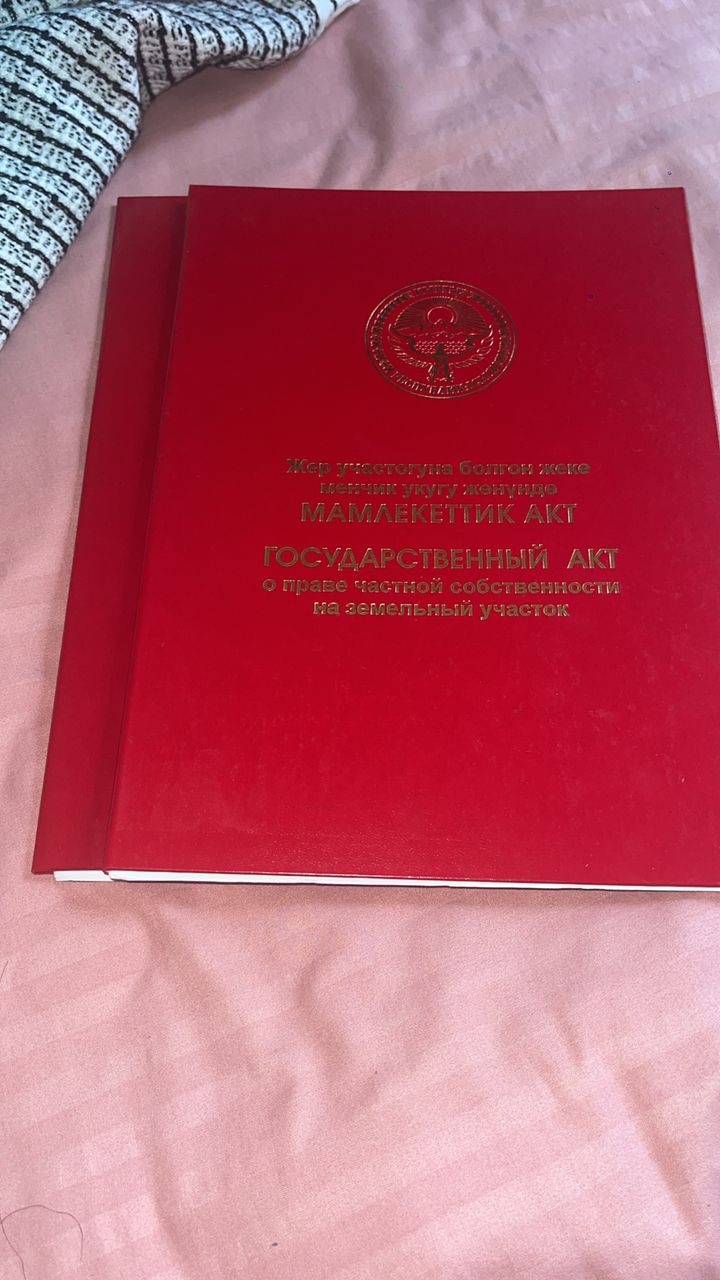 Жер участогуна болгон жеке
менчик укугу жөнүндө
МАМЛЕКЕТТИК АКТ
ГОСУДАРСТВЕННЫЙ АКТ
о праве частной собственности
на земельный участок